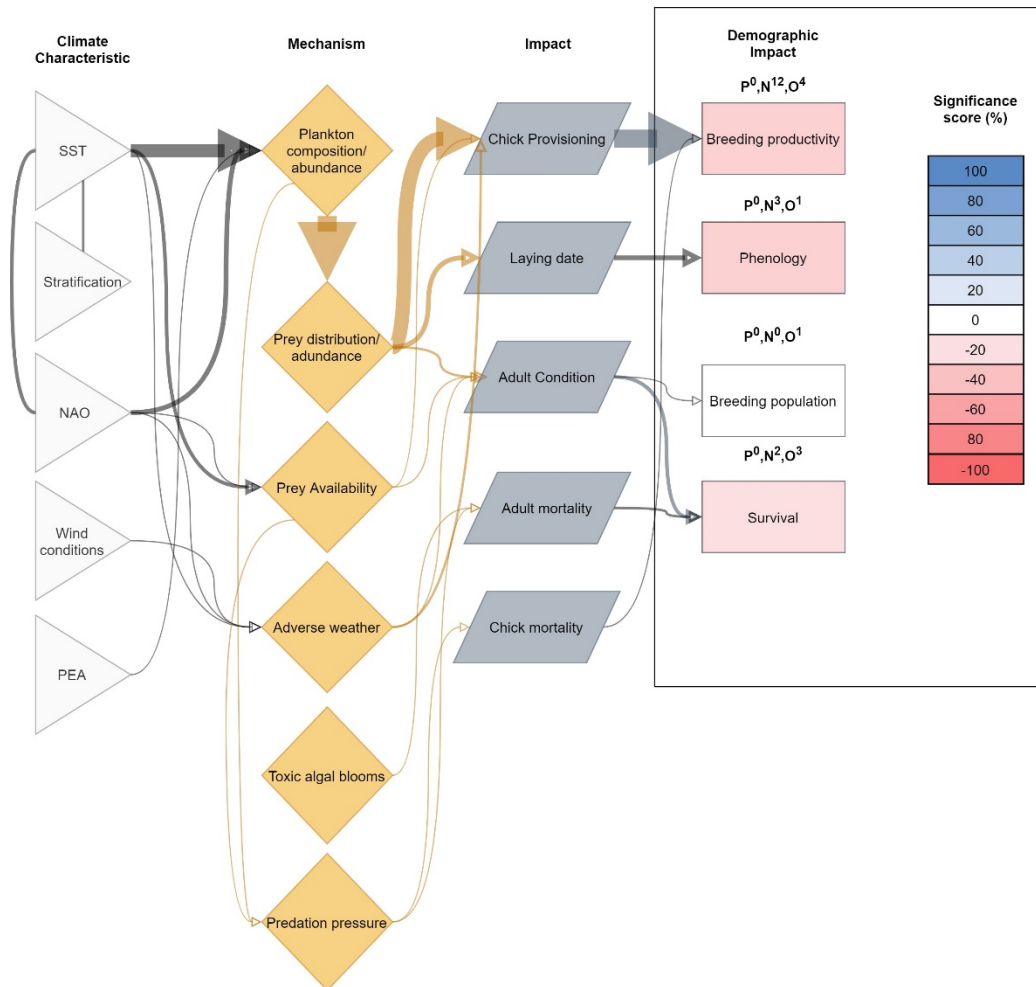 Climate
Characteristic
Mechanism
Impact
Demographic
Impact
P⁰,N¹²,O⁴
Significance
score (%)
SST
Plankton
composition/
abundance
Chick Provisioning
Breeding productivity
100
80
60
40
20
0
-20
-40
-60
80
-100
P⁰,N³,O¹
Stratification
Laying date
Phenology
Prey distribution/
adundance
P⁰,N⁰,O¹
Adult Condition
Breeding population
NAO
P⁰,N²,O³
Prey Availability
Adult mortality
Survival
Wind
conditions
Adverse weather
Chick mortality
PEA
Toxic algal blooms
Predation pressure